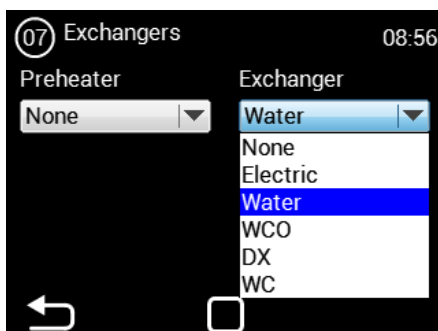 07 Exchangers 08:56
Preheater Exchanger
None Water
None
Electric
Water
WCO
DX
WC